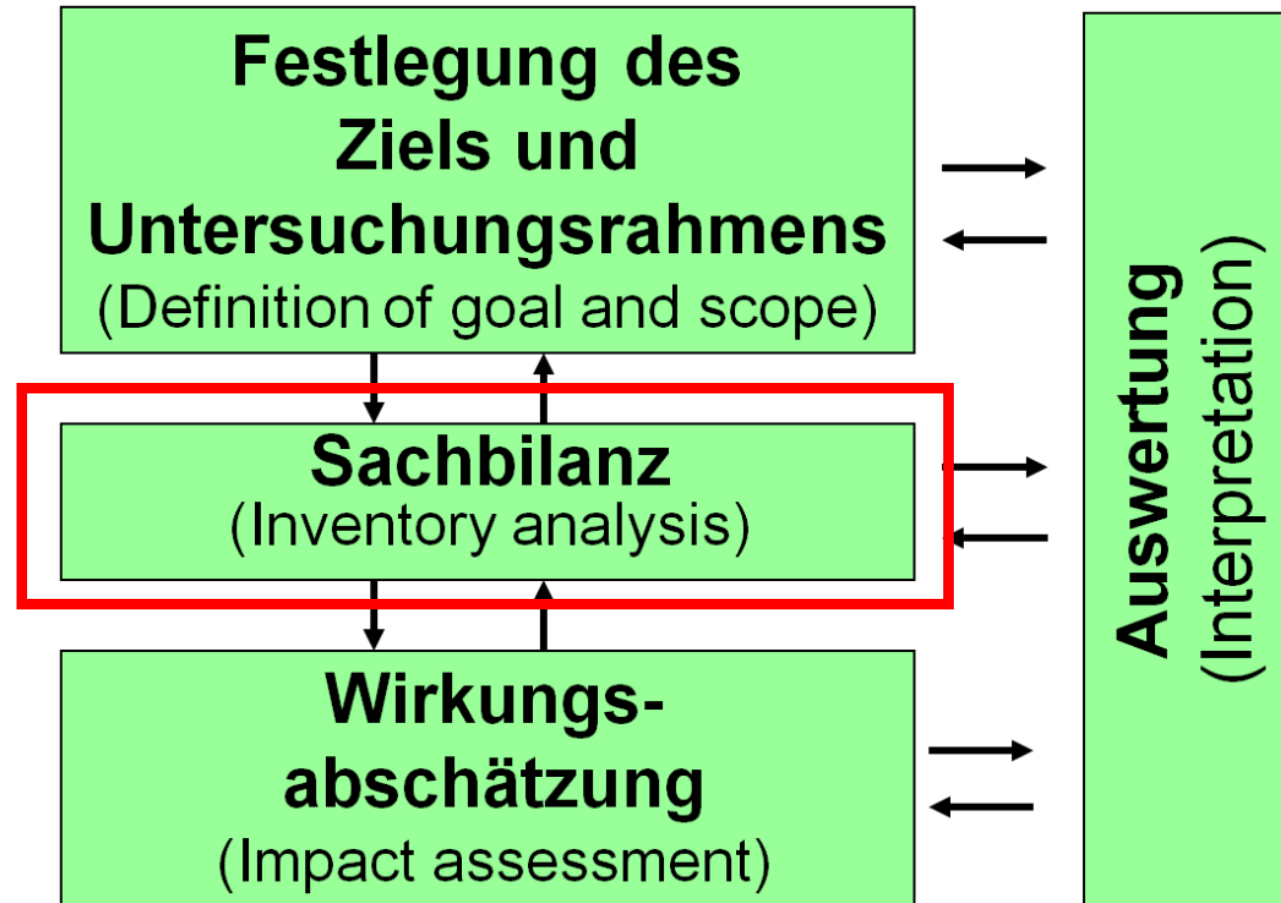 Festlegung des
Ziels und
Untersuchungsrahmens
(Definition of goal and scope)
Sachbilanz
(Inventory analysis)
Wirkungs-
abschätzung
(Impact assessment)
Auswertung
(Interpretation)